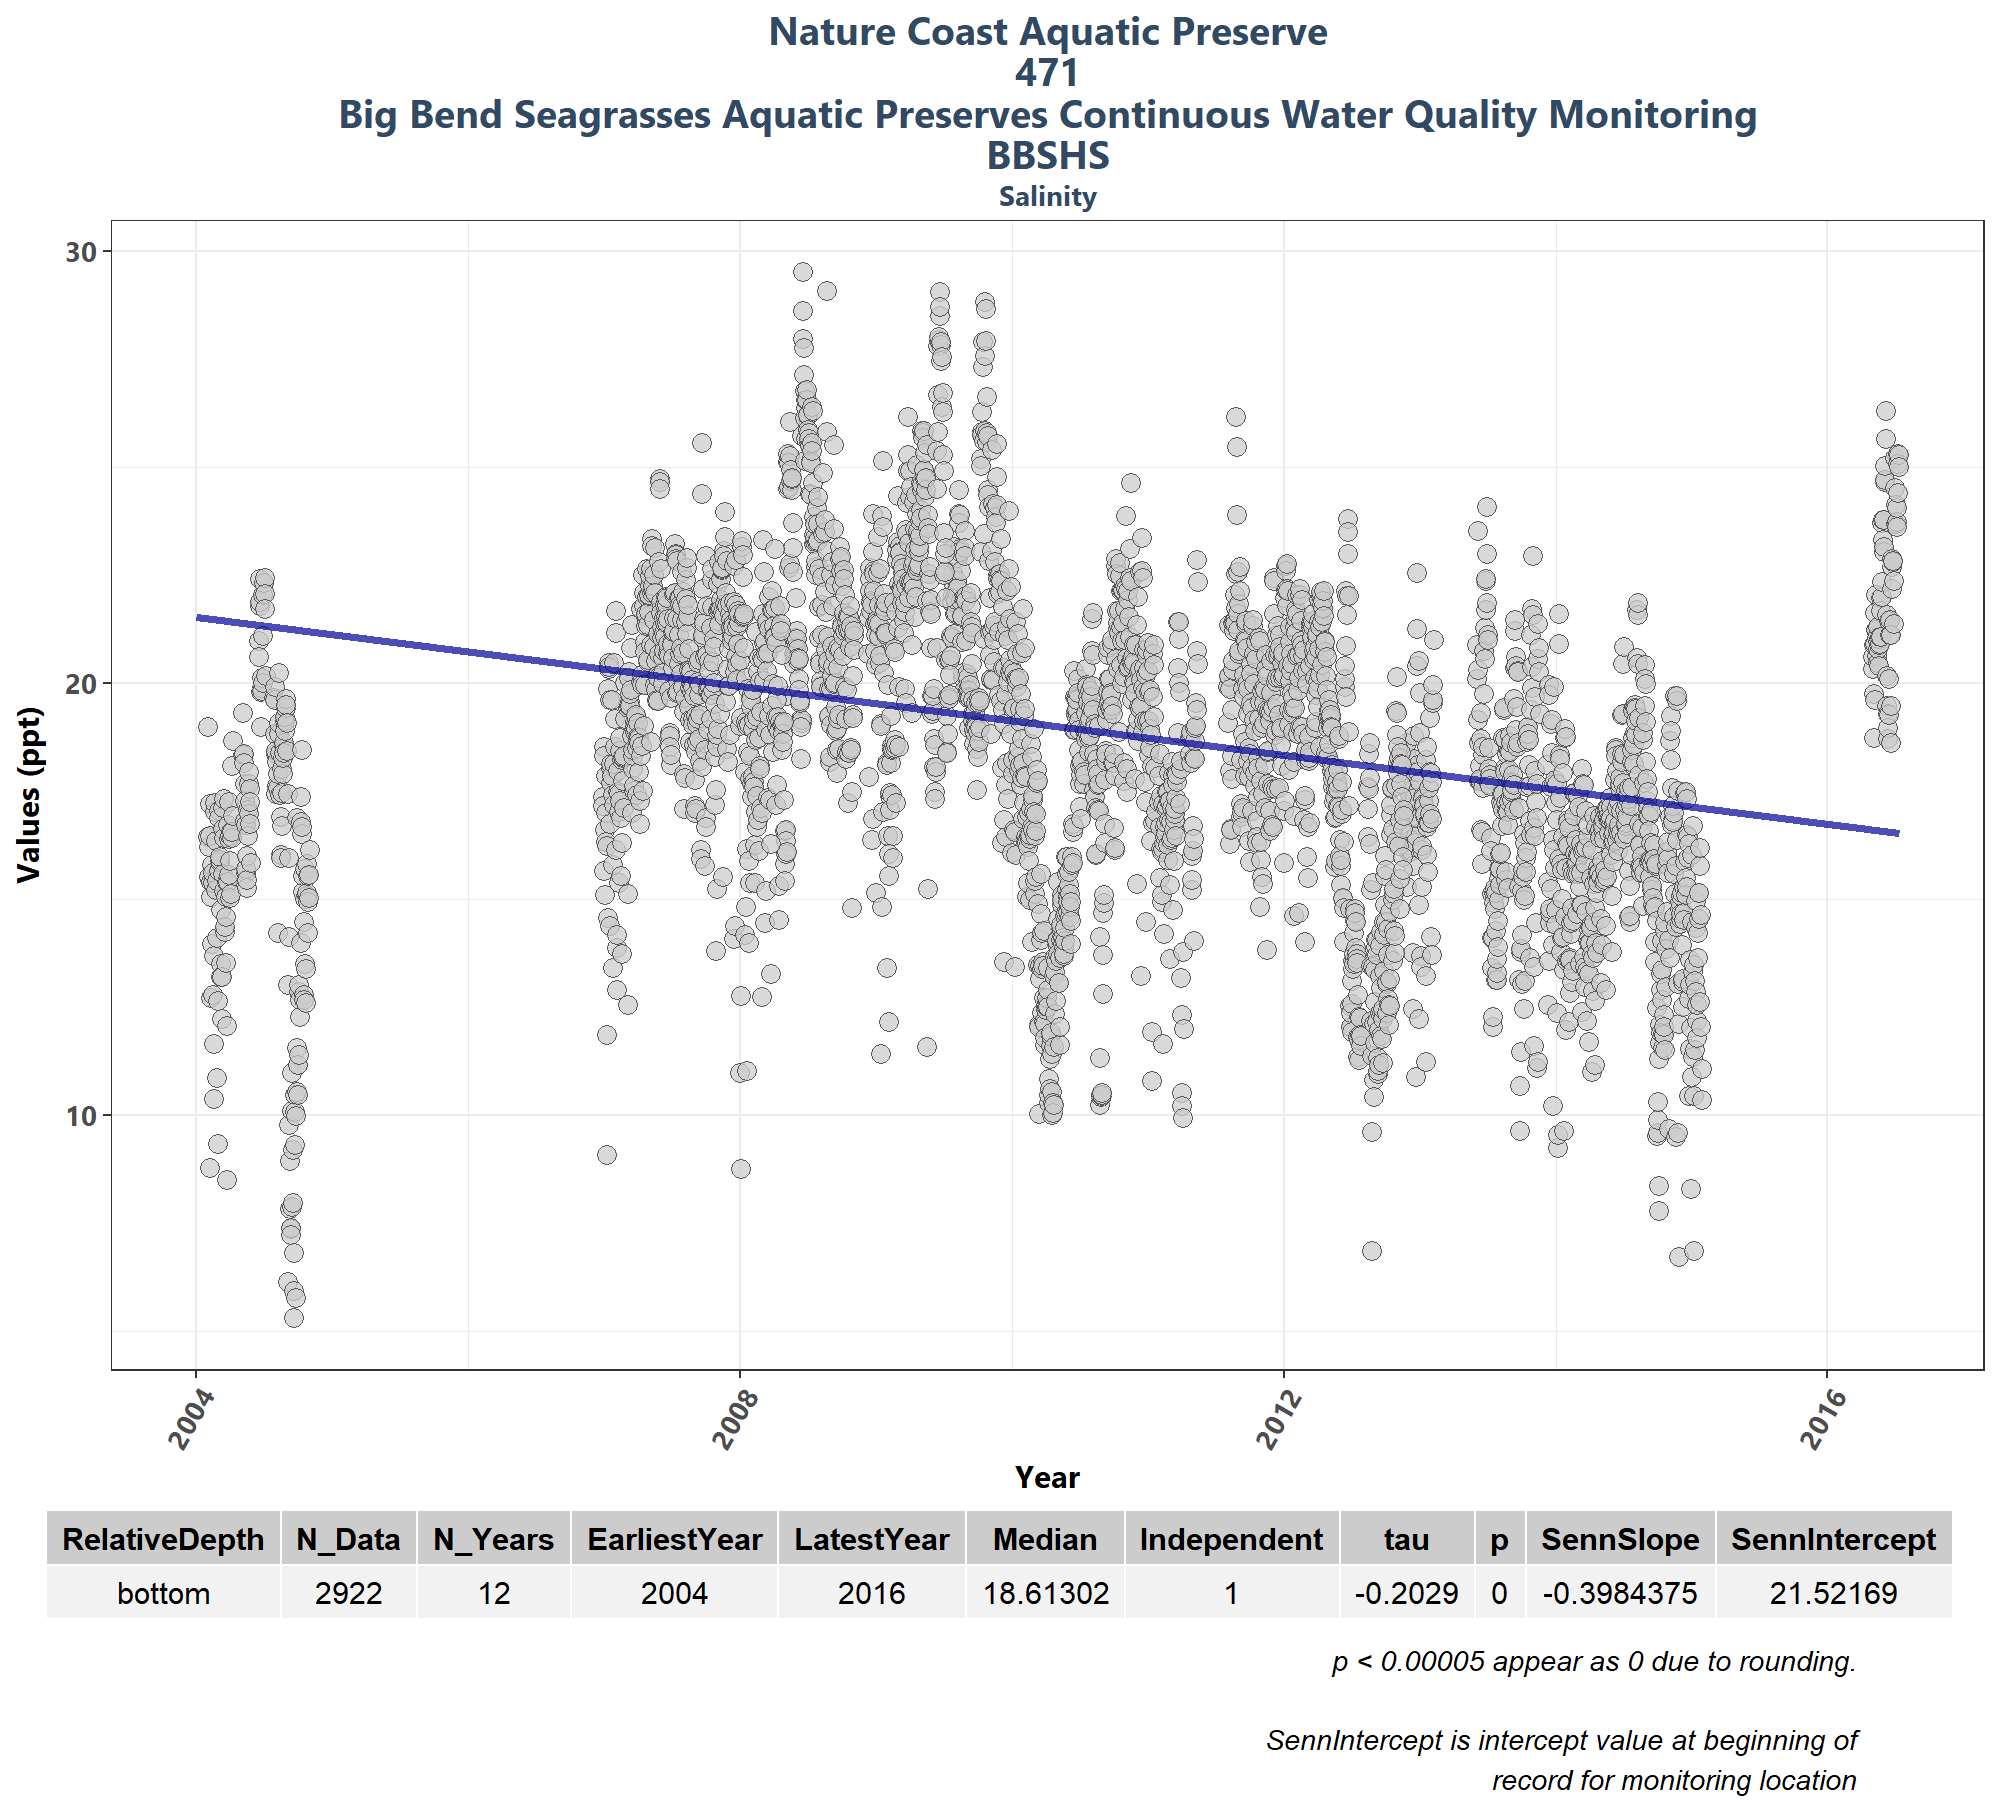 Nature Coast Aquatic Preserve
471
Big Bend Seagrasses Aquatic Preserves Continuous Water Quality Monitoring
BBSHS
Salinity
30
20
10
Values (ppt)
2004 2008 2012 2016
Year
RelativeDepth N_Data N_Years EarliestYear LatestYear Median Independent tau p SennSlope SennIntercept
bottom 2922 12 2004 2016 18.61302 1 -0.2029 0 -0.3984375 21.52169
p < 0.00005 appear as 0 due to rounding.
SennIntercept is intercept value at beginning of
record for monitoring location